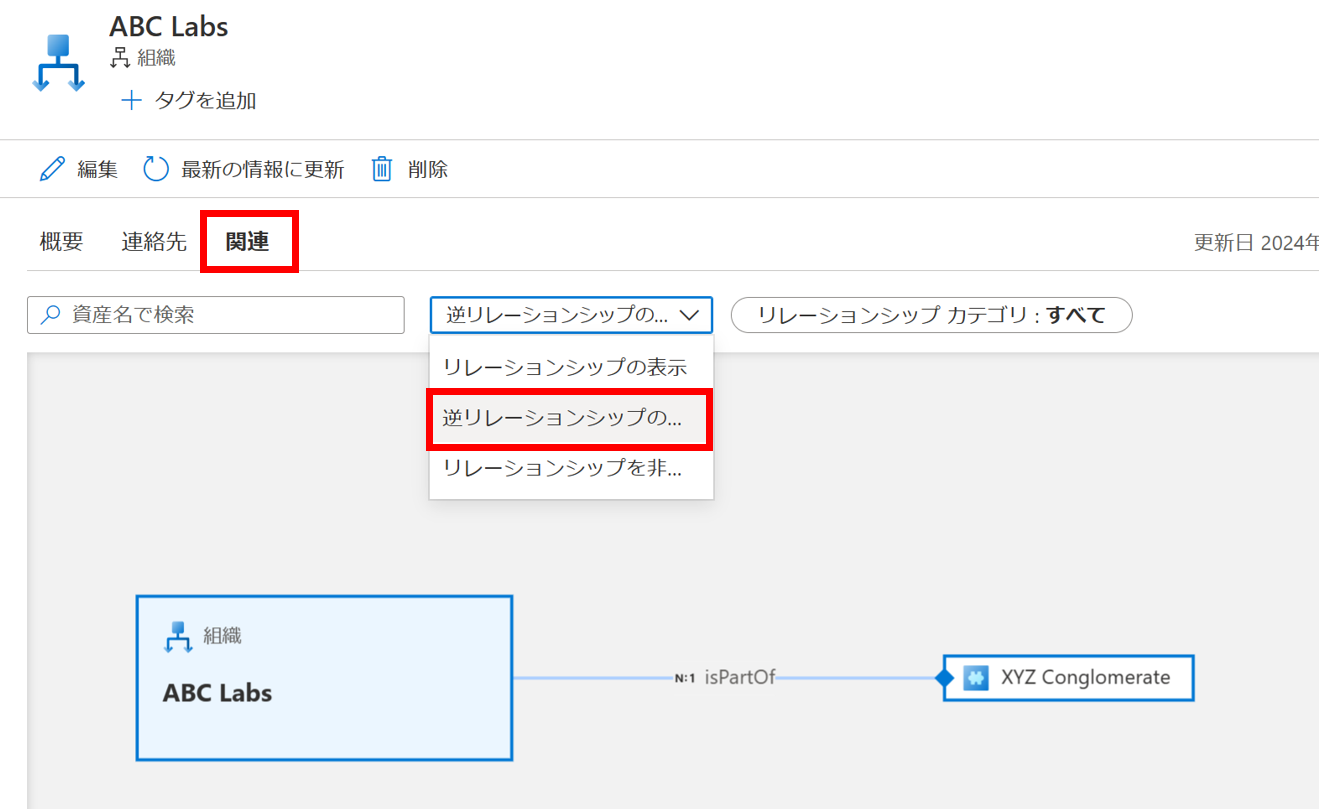 ABC Labs
組織
タグを追加
編集 最新の情報に更新 削除
概要 連絡先 関連 更新日 2024年
資産名で検索 逆リレーションシップの... リレーションシップ カテゴリ : すべて
リレーションシップの表示
逆リレーションシップの...
リレーションシップを非...
組織
ABC Labs
N:1 isPartOf
XYZ Conglomerate